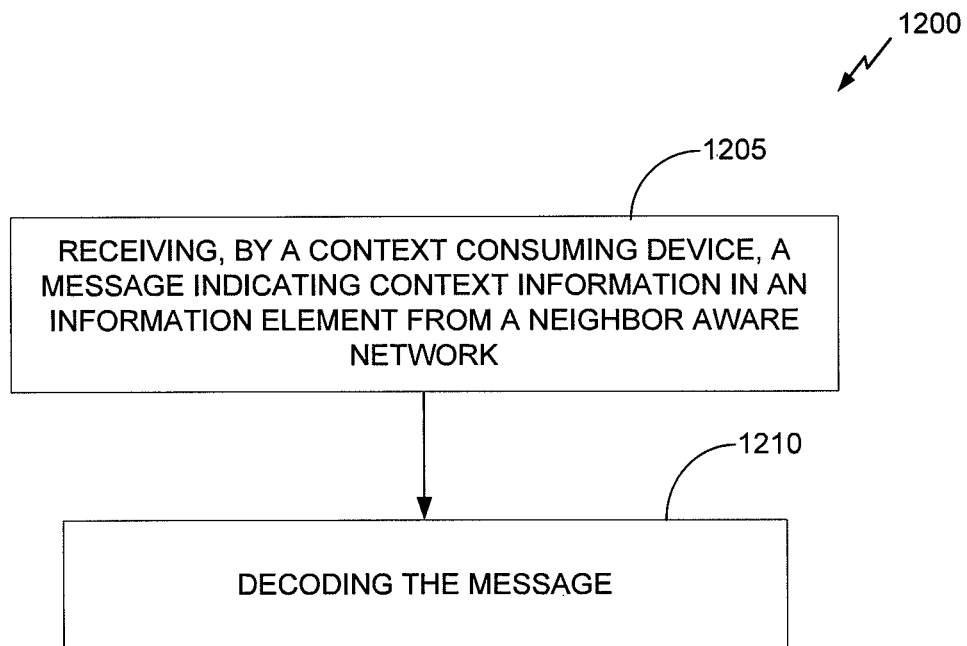 1200
1205
RECEIVING, BY A CONTEXT CONSUMING DEVICE, A
MESSAGE INDICATING CONTEXT INFORMATION IN AN
INFORMATION ELEMENT FROM A NEIGHBOR AWARE
NETWORK
1210
DECODING THE MESSAGE